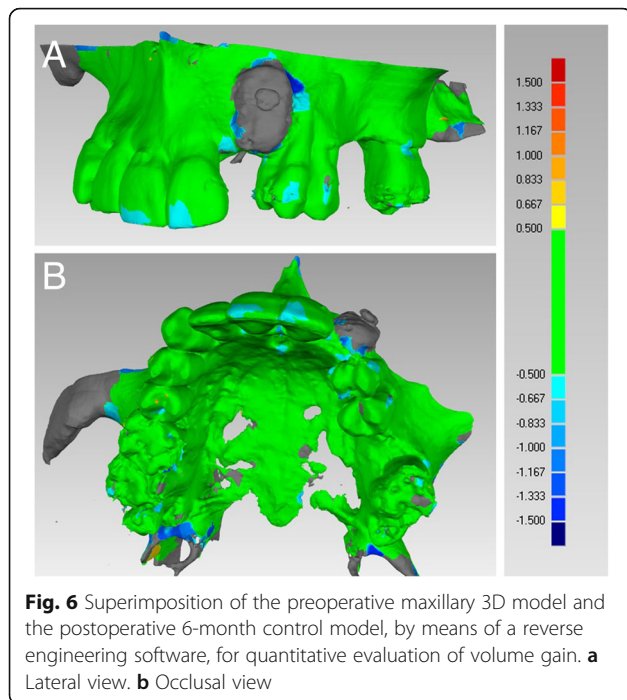 A
B
1.500
1.333
1.167
1.000
0.833
0.667
0.500
-0.500
-0.667
-0.833
-1.000
-1.167
-1.333
-1.500
Fig. 6 Superimposition of the preoperative maxillary 3D model and
the postoperative 6-month control model, by means of a reverse
engineering software, for quantitative evaluation of volume gain. a
Lateral view. b Occlusal view